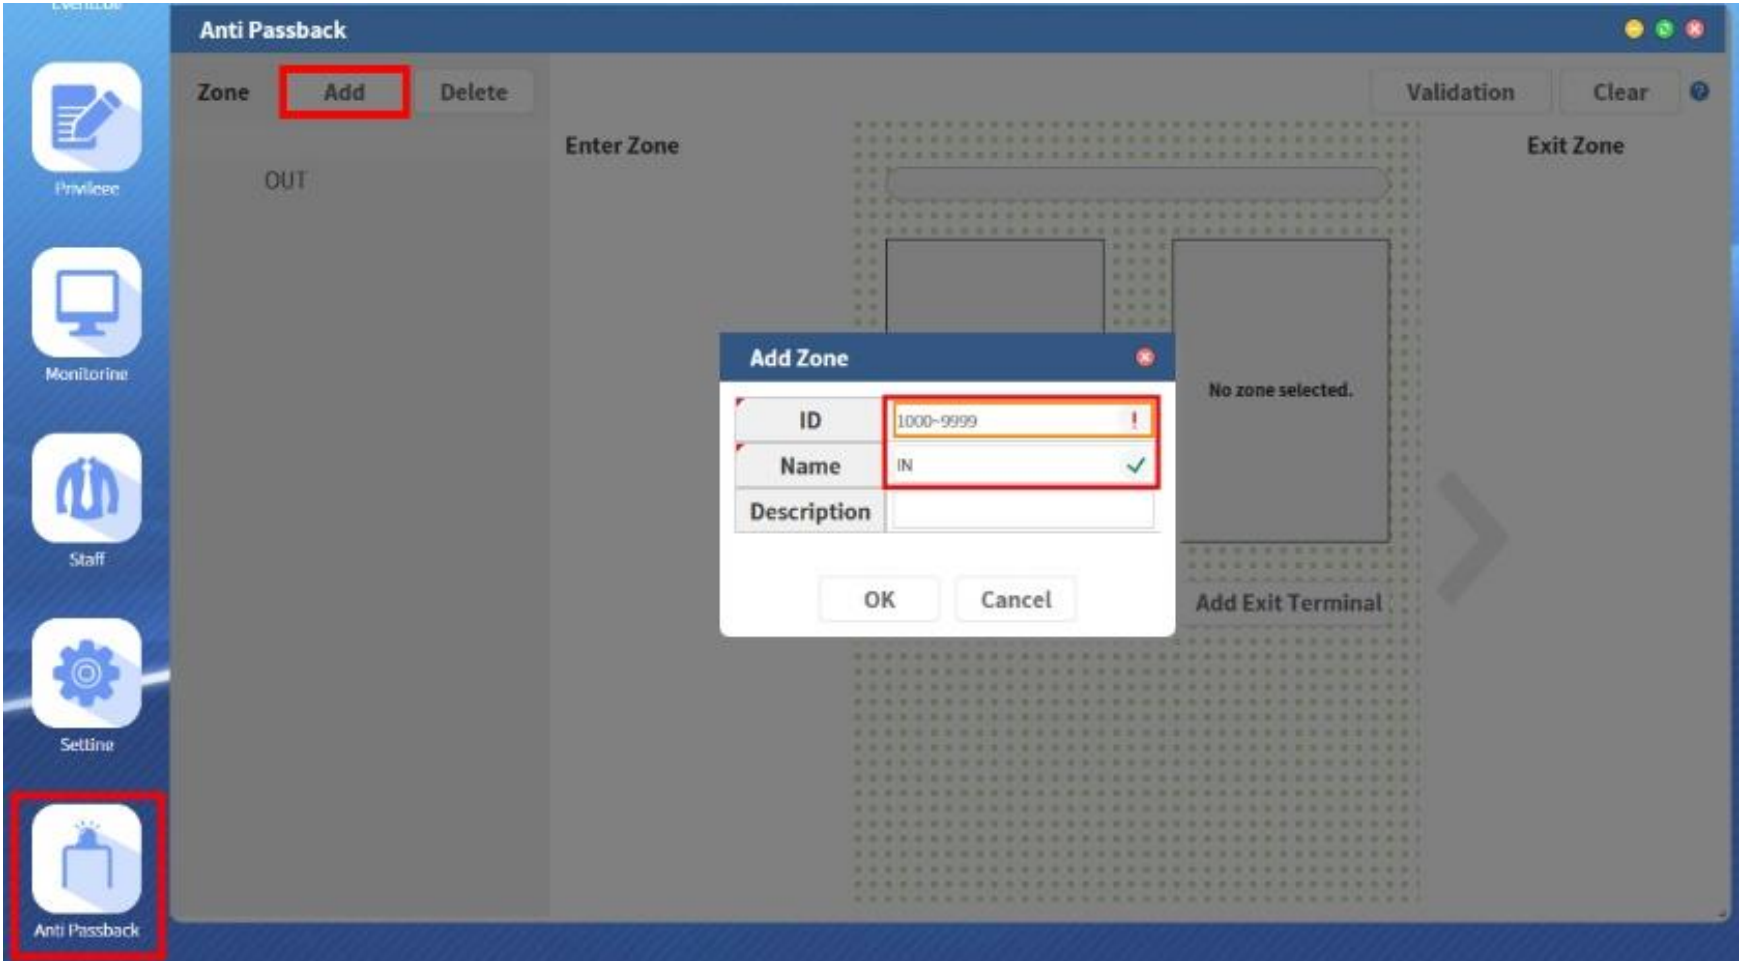 Anti Passback
Zone Add Delete Validation Clear
Enter Zone Exit Zone
OUT
Privilege
Monitoring
No zone selected.
Add Zone
ID 1000~9999
Name IN
Description
OK Cancel
Add Exit Terminal
Staff
Setting
Anti Passback